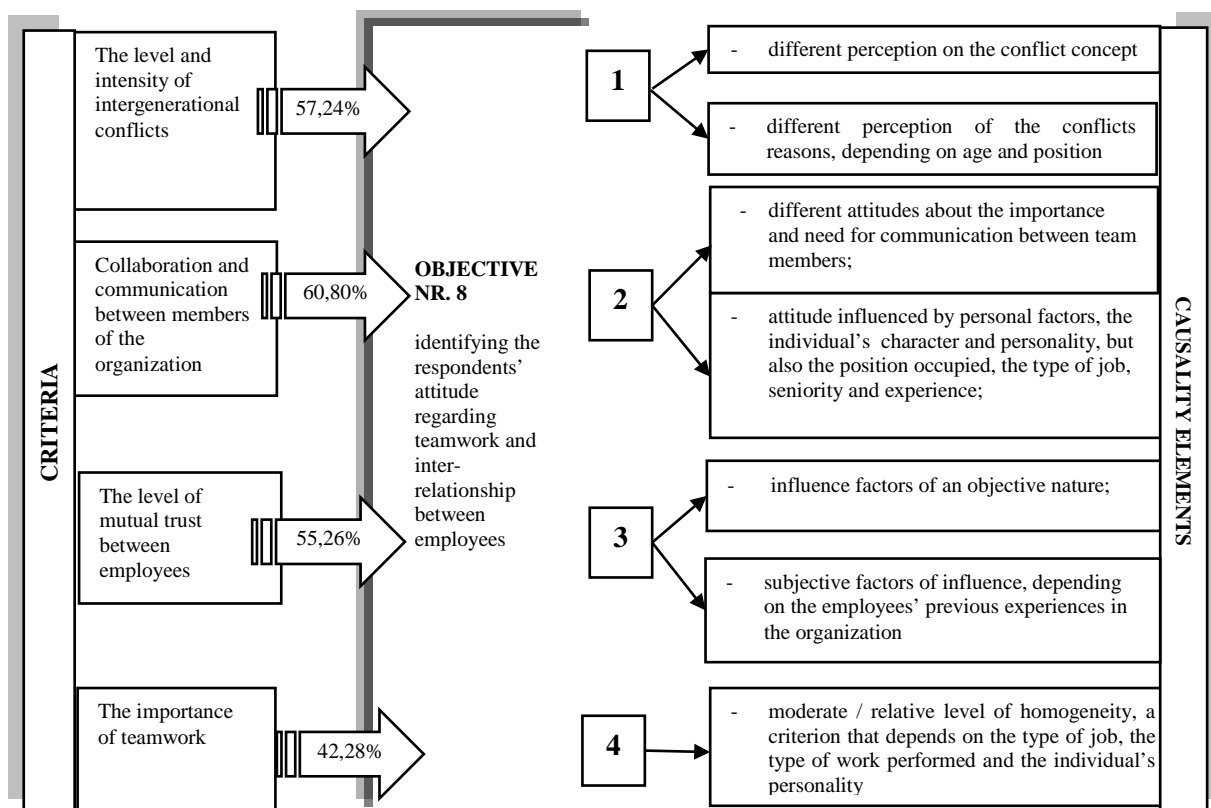 CRITERIA
The level and
intensity of
intergenerational
conflicts
57,24%
Collaboration and
communication
between members
of the
organization
60,80%
The level of
mutual trust
between
employees
55,26%
The importance
of teamwork
42,28%
OBJECTIVE
NR. 8
identifying the
respondents’
attitude
regarding
teamwork and
inter-
relationship
between
employees
1
- different perception on the conflict concept
- different perception of the conflicts
reasons, depending on age and position
2
- different attitudes about the importance
and need for communication between team
members;
- attitude influenced by personal factors, the
individual’s character and personality, but
also the position occupied, the type of job,
seniority and experience;
3
- influence factors of an objective nature;
- subjective factors of influence, depending
on the employees’ previous experiences in
the organization
4
- moderate / relative level of homogeneity, a
criterion that depends on the type of job, the
type of work performed and the individual’s
personality
CAUSALITY ELEMENTS